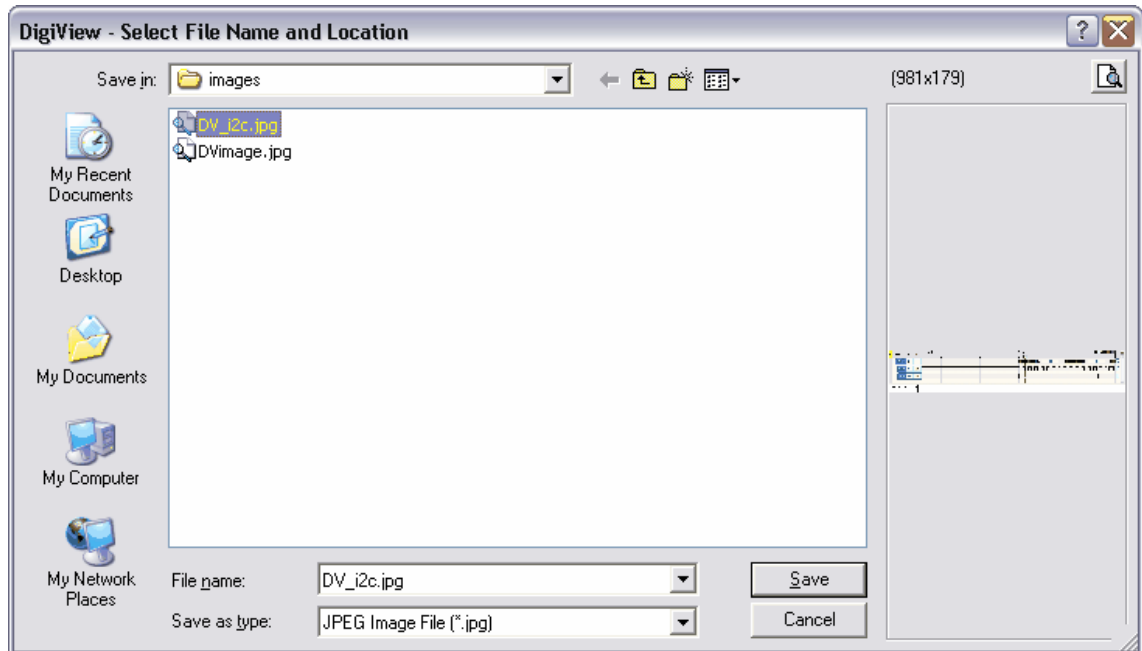 DigiView - Select File Name and Location
Save in: images
(981x179)
DV_i2c.jpg
DVimage.jpg
My Recent
Documents
Desktop
My Documents
My Computer
My Network
Places
File name: DV_i2c.jpg
Save
Save as type: JPEG Image File (*.jpg)
Cancel